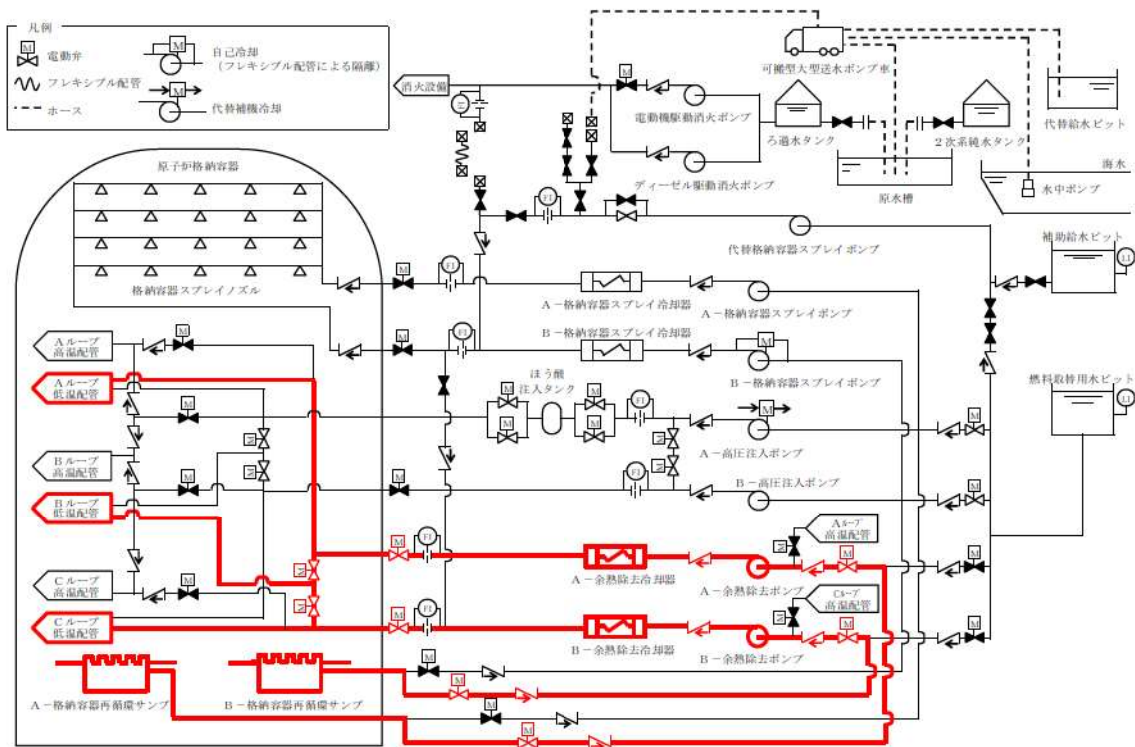 凡例
M
電動弁
フレキシブル配管
ホース
M
自己冷却
（フレキシブル配管による隔離）
M
代替補機冷却
消火設備
M
電動機駆動消火ポンプ
ディーゼル駆動消火ポンプ
可搬型大型送水ポンプ車
ろ過水タンク
2次系純水タンク
原水槽
代替給水ピット
海水
水中ポンプ
FI
代替格納容器スプレイポンプ
補助給水ピット
LI
原子炉格納容器
格納容器スプレイノズル
M
FI
A－格納容器スプレイ冷却器
A－格納容器スプレイポンプ
M
FI
B－格納容器スプレイ冷却器
M
B－格納容器スプレイポンプ
燃料取替用水ピット
LI
Aループ
高温配管
M
Aループ
低温配管
M
M
M
ほう酸
注入タンク
M
M
FI
M
M
A－高圧注入ポンプ
M
Bループ
高温配管
M
M
M
M
FI
B－高圧注入ポンプ
M
Bループ
低温配管
M
FI
A－余熱除去冷却器
A－余熱除去ポンプ
Aループ
高温配管
M
M
M
Cループ
高温配管
M
M
M
Cループ
低温配管
M
FI
B－余熱除去冷却器
B－余熱除去ポンプ
Cループ
高温配管
M
M
M
A－格納容器再循環サンプ
B－格納容器再循環サンプ
M
M
M
M